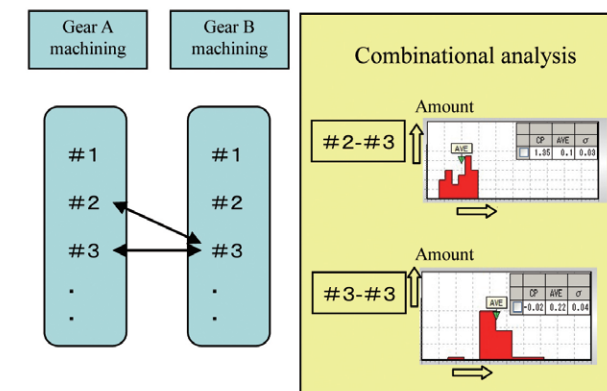 Gear A
machining
Gear B
machining
#1
#2
#3
.
.
#1
#2
#3
.
.
Combinational analysis
Amount
#2-#3
AVE
CP AVE σ
1.35 0.1 0.03
Amount
#3-#3
AVE
CP AVE σ
-0.02 0.22 0.04